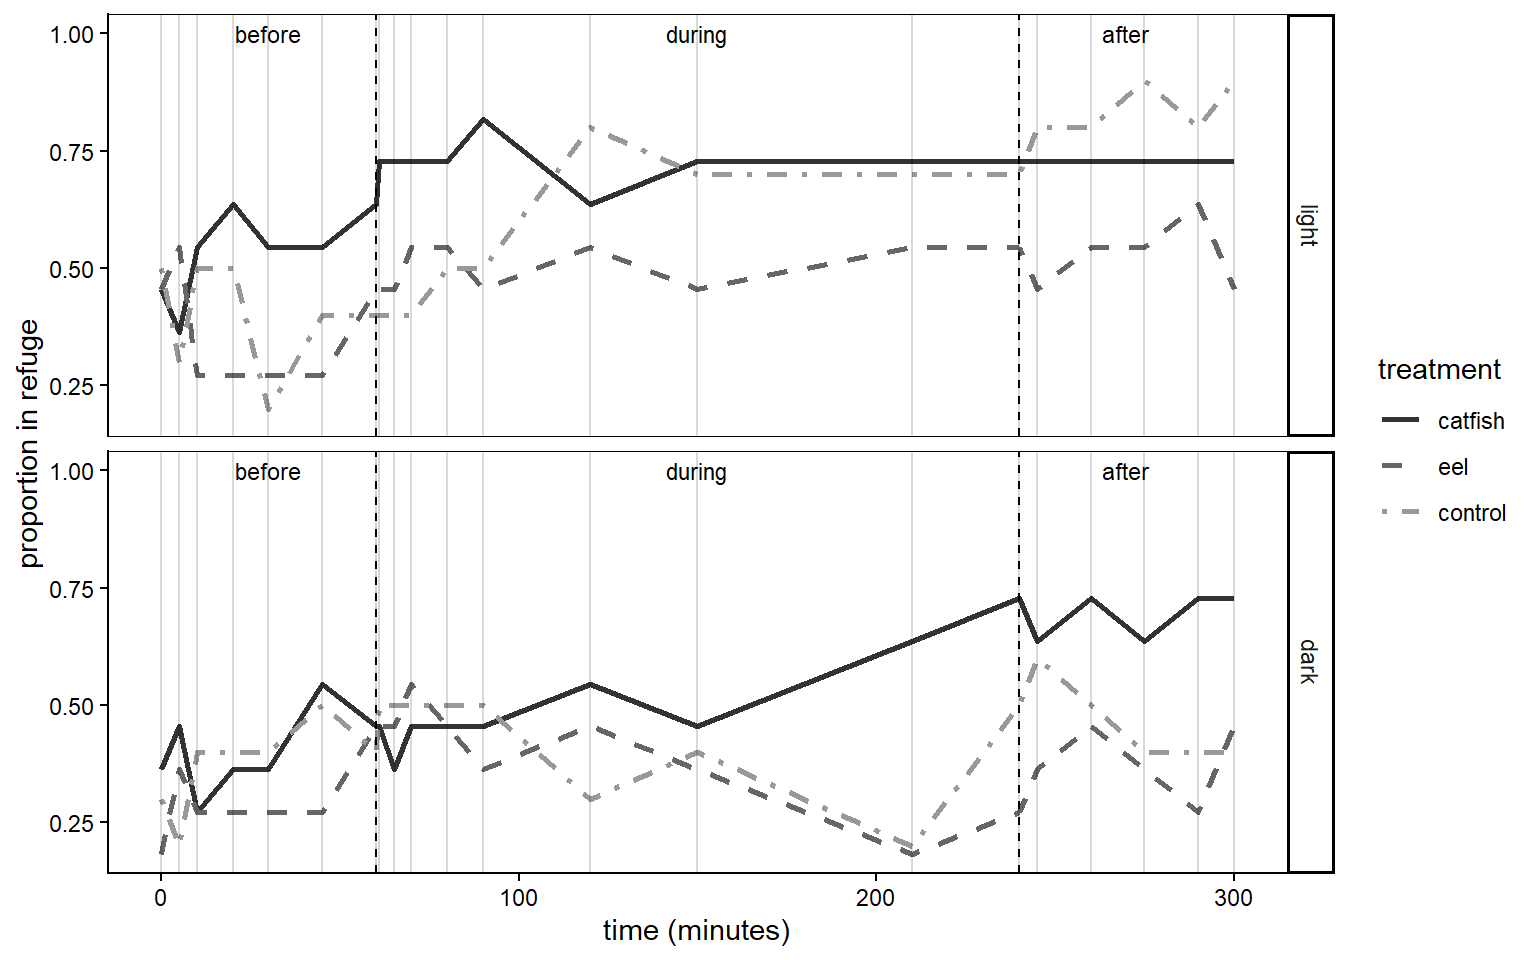 1.00
0.75
0.50
0.25
before
during
after
light
1.00
0.75
0.50
0.25
before
during
after
dark
proportion in refuge
0
100
200
300
time (minutes)
treatment
catfish
eel
control